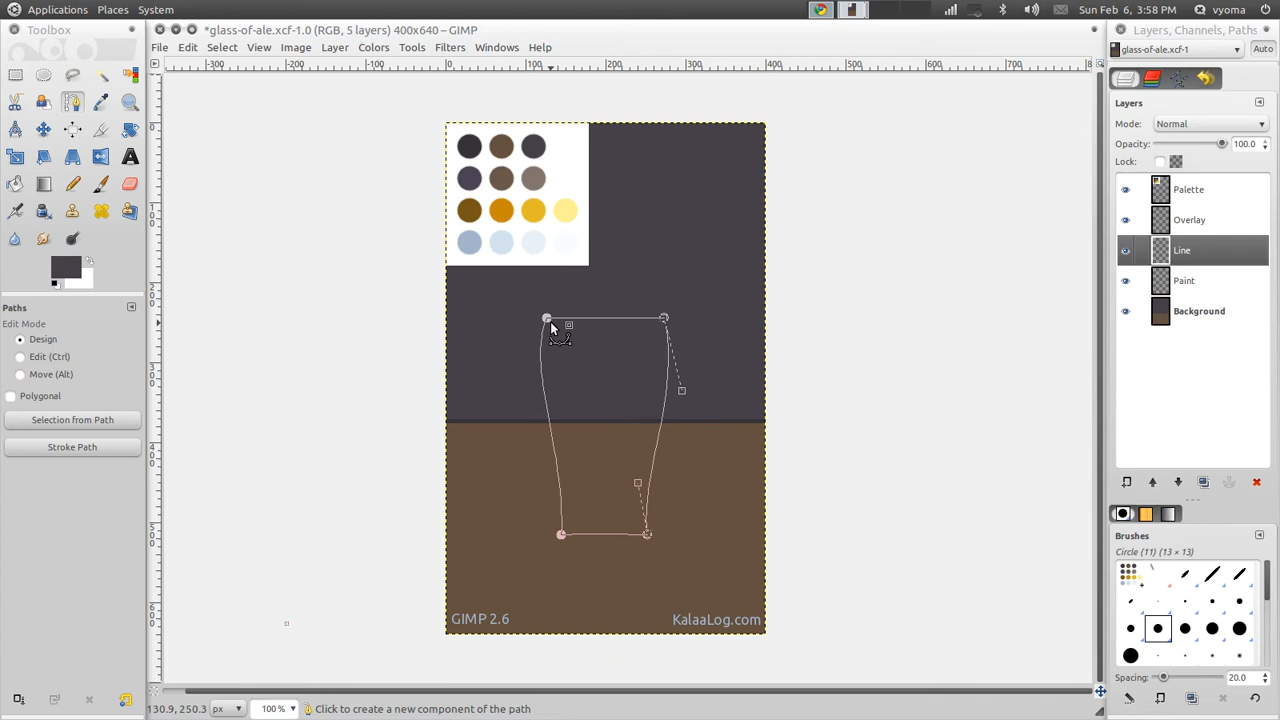 Applications Places System
Sun Feb 6, 3:58 PM vyoma
Toolbox
*glass-of-ale.xcf-1.0 (RGB, 5 layers) 400x640 – GIMP
Layers, Channels, Paths
File Edit Select View Image Layer Colors Tools Filters Windows Help
glass-of-ale.xcf-1
Auto
Layers
Mode: Normal
Opacity: 100.0
Lock:
Palette
Overlay
Line
Paint
Background
Paths
Edit Mode
Design
Edit (Ctrl)
Move (Alt)
Polygonal
Selection from Path
Stroke Path
Brushes
Circle (11) (13 × 13)
Spacing: 20.0
GIMP 2.6
KalaaLog.com
130.9, 250.3 px 100% Click to create a new component of the path